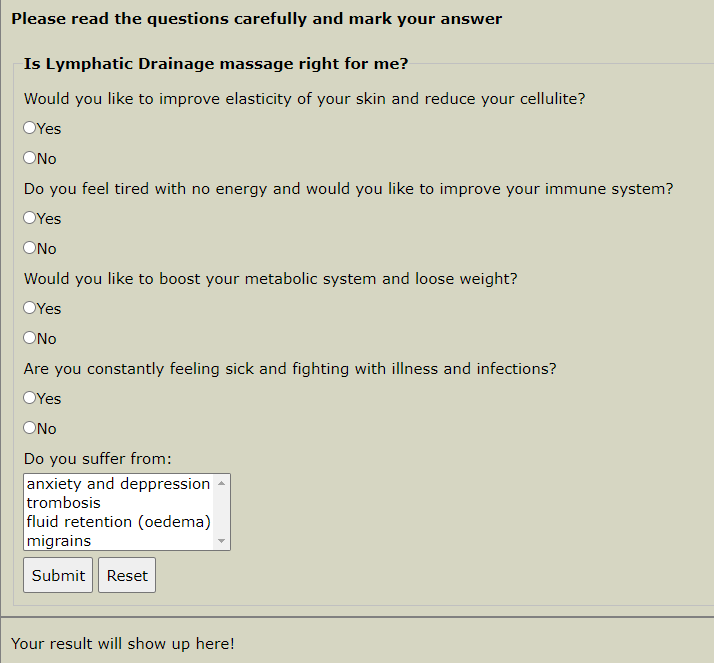 Please read the questions carefully and mark your answer
Is Lymphatic Drainage massage right for me?
Would you like to improve elasticity of your skin and reduce your cellulite?
Yes
No
Do you feel tired with no energy and would you like to improve your immune system?
Yes
No
Would you like to boost your metabolic system and loose weight?
Yes
No
Are you constantly feeling sick and fighting with illness and infections?
Yes
No
Do you suffer from:
anxiety and deppression
trombosis
fluid retention (oedema)
migrains
Submit Reset
Your result will show up here!